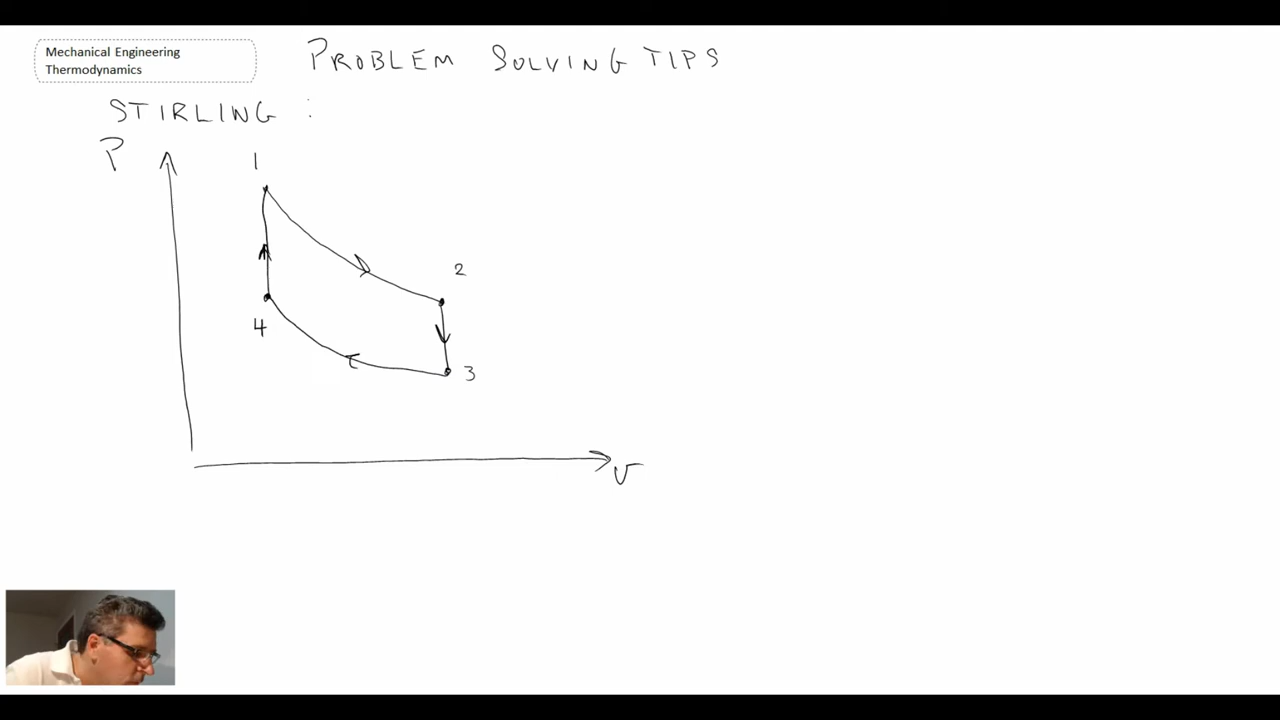 Mechanical Engineering
Thermodynamics
PROBLEM SOLVING TIPS
STIRLING :
P
1
2
4
3
v